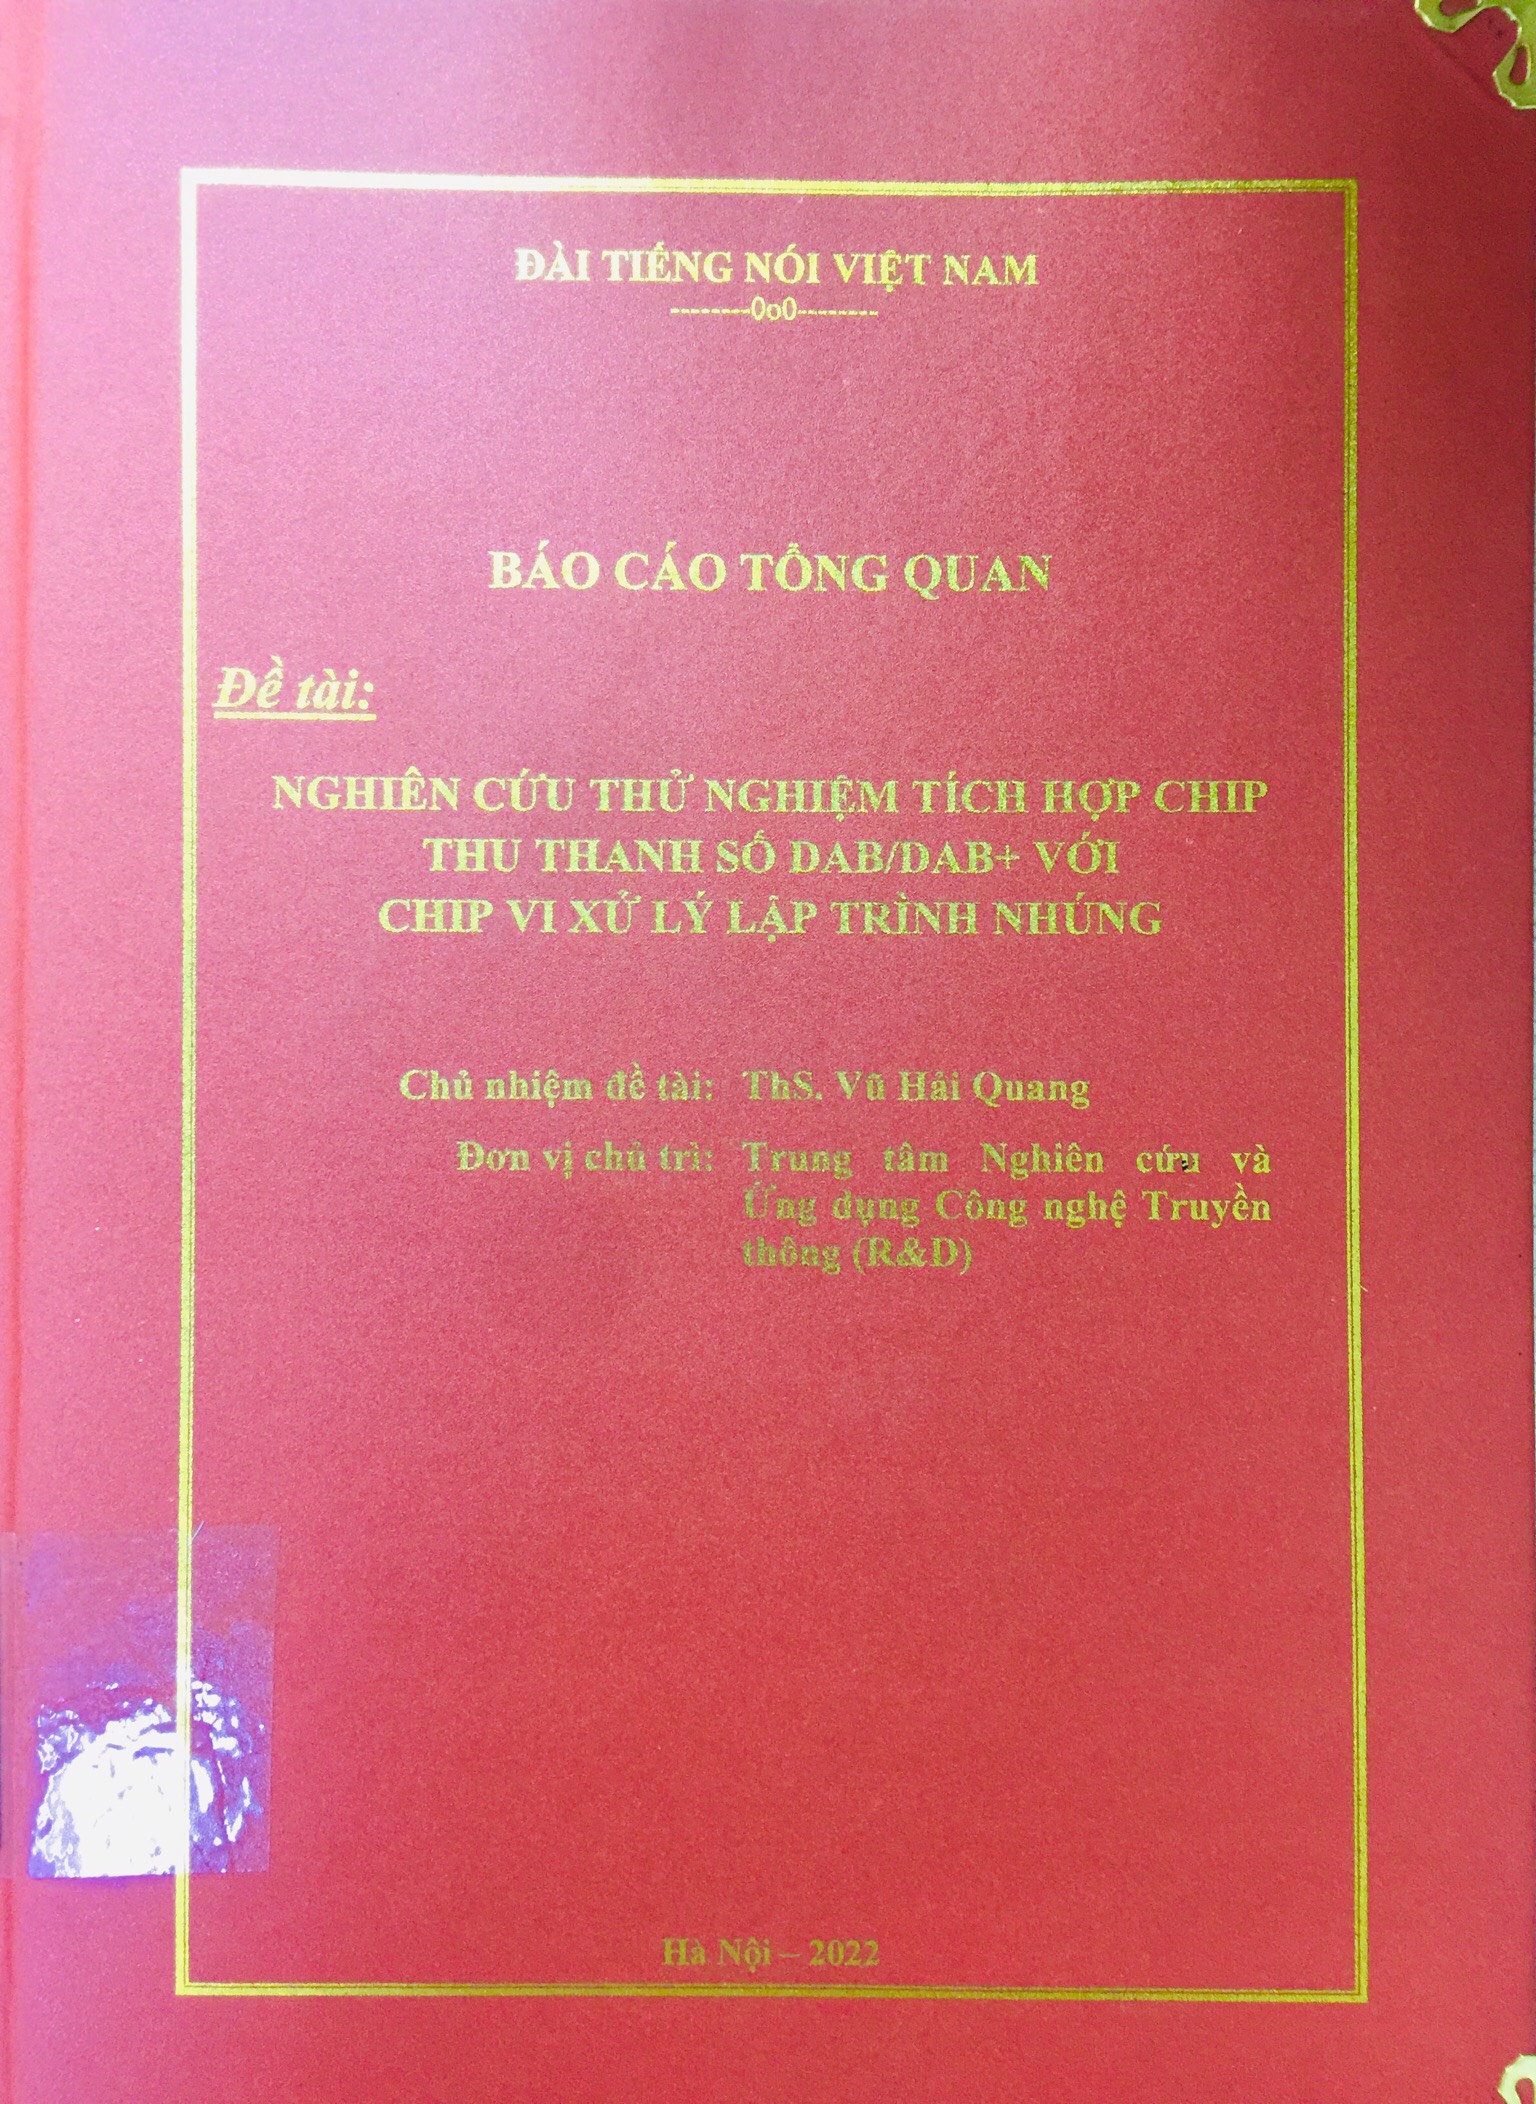 ĐÀI TIẾNG NÓI VIỆT NAM
--------0o0--------
BÁO CÁO TỔNG QUAN
Đề tài:
NGHIÊN CỨU THỬ NGHIỆM TÍCH HỢP CHIP
THU THANH SỐ DAB/DAB+ VỚI
CHIP VI XỬ LÝ LẬP TRÌNH NHÚNG
Chủ nhiệm đề tài: ThS. Vũ Hải Quang
Đơn vị chủ trì: Trung tâm Nghiên cứu và
Ứng dụng Công nghệ Truyền
thông (R&D)
Hà Nội – 2022